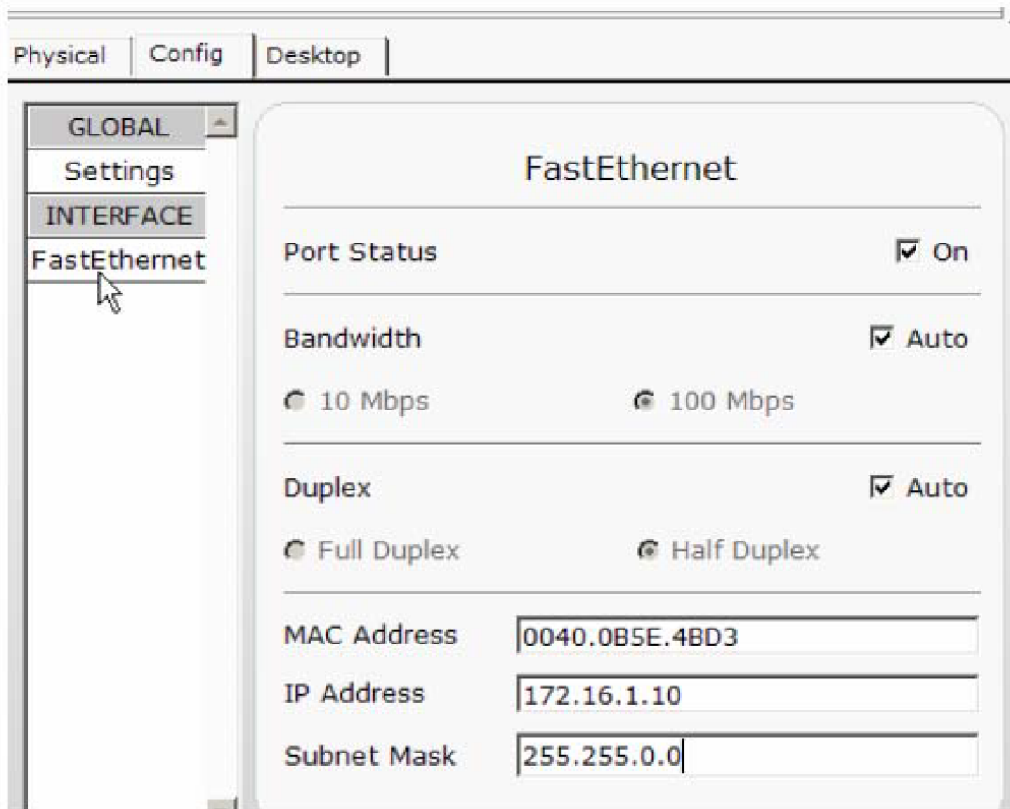 Physical Config Desktop
GLOBAL
Settings
INTERFACE
FastEthernet
FastEthernet
Port Status On
Bandwidth Auto
10 Mbps 100 Mbps
Duplex Auto
Full Duplex Half Duplex
MAC Address 0040.0B5E.4BD3
IP Address 172.16.1.10
Subnet Mask 255.255.0.0